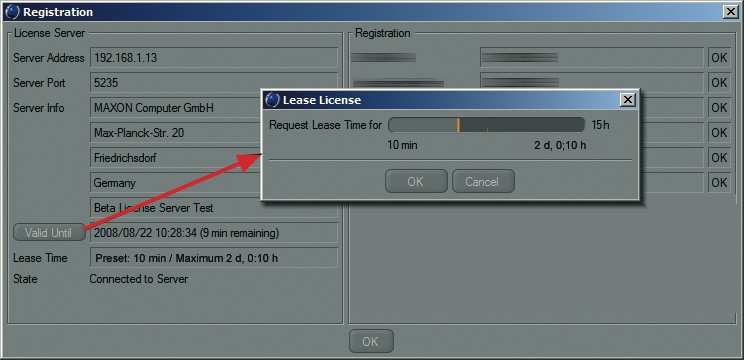 Registration
License Server
Registration
Server Address 192.168.1.13 OK
Server Port 5235 OK
Server Info MAXON Computer GmbH OK
Max-Planck-Str. 20 OK
Friedrichsdorf OK
Germany OK
Beta License Server Test
Valid Until 2008/08/22 10:28:34 (9 min remaining)
Lease Time Preset: 10 min / Maximum 2 d, 0:10 h
State Connected to Server
OK
Lease License
Request Lease Time for 15 h
10 min 2 d, 0;10 h
OK Cancel